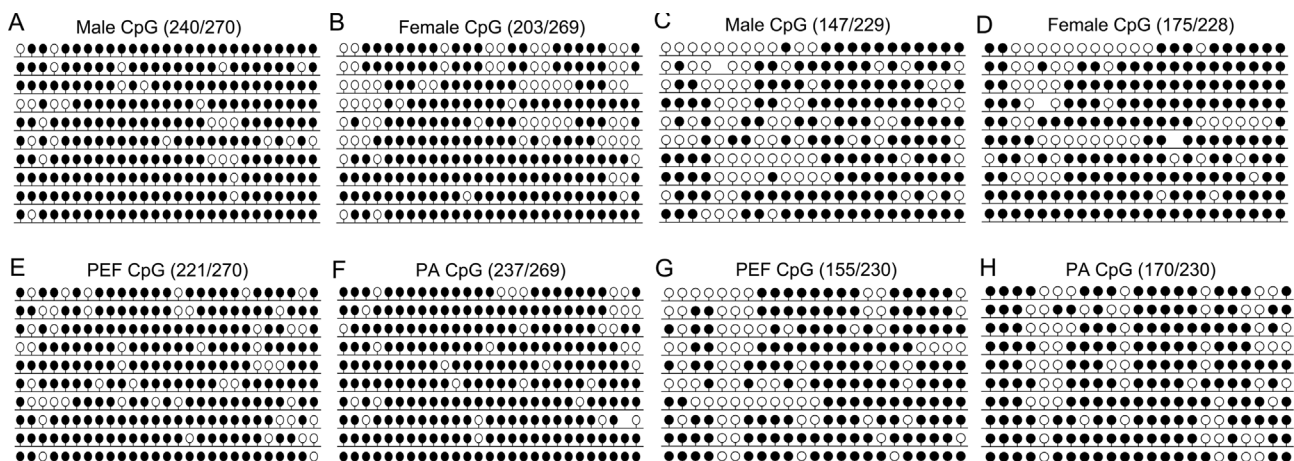 A Male CpG (240/270)
B Female CpG (203/269)
C Male CpG (147/229)
D Female CpG (175/228)
E PEF CpG (221/270)
F PA CpG (237/269)
G PEF CpG (155/230)
H PA CpG (170/230)